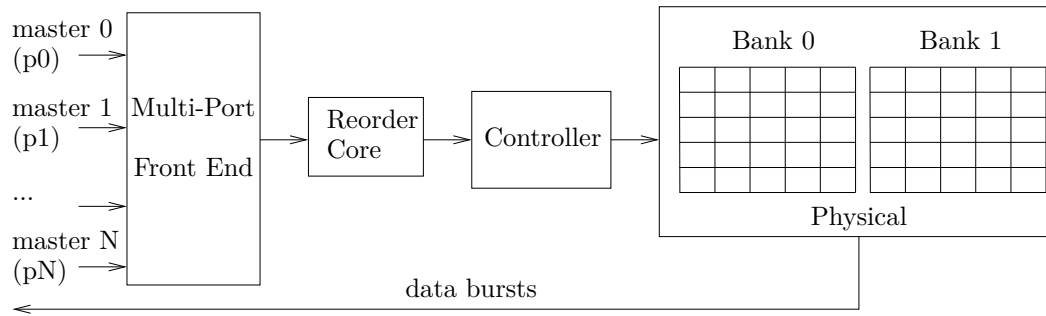 master 0
(p0)
master 1
(p1)
...
master N
(pN)
Multi-Port
Front End
Reorder
Core
Controller
Bank 0
Bank 1
Physical
data bursts